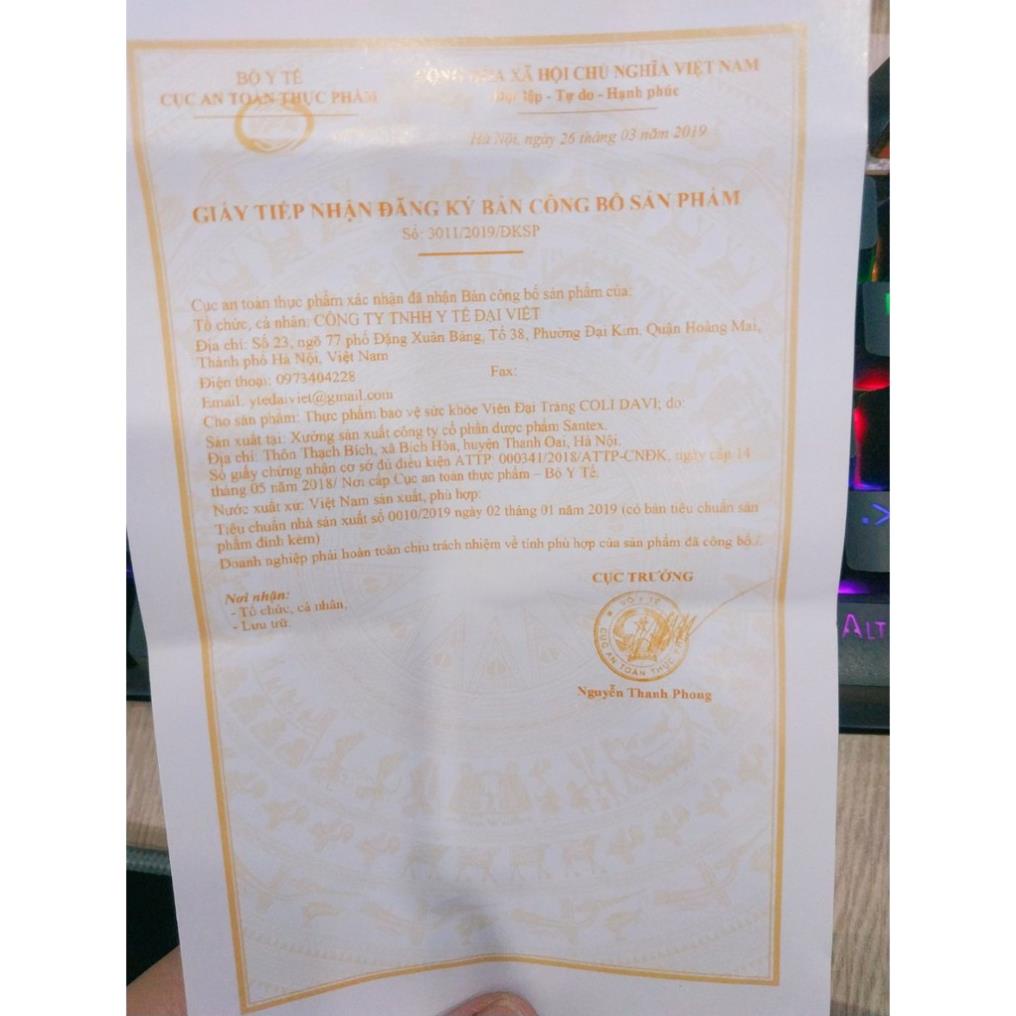 BỘ Y TẾ
CỤC AN TOÀN THỰC PHẨM
CỘNG HÒA XÃ HỘI CHỦ NGHĨA VIỆT NAM
Độc lập - Tự do - Hạnh phúc
Hà Nội, ngày 26 tháng 03 năm 2019
GIẤY TIẾP NHẬN ĐĂNG KÝ BẢN CÔNG BỐ SẢN PHẨM
Số: 3011/2019/ĐKSP
Cục an toàn thực phẩm xác nhận đã nhận Bản công bố sản phẩm của:
Tổ chức, cá nhân: CÔNG TY TNHH Y TẾ ĐẠI VIỆT
Địa chỉ: Số 23, ngõ 77 phố Đặng Xuân Bảng, Tổ 38, Phường Đại Kim, Quận Hoàng Mai,
Thành phố Hà Nội, Việt Nam
Điện thoại: 0973404228 Fax:
Email: ytedaiviet@gmail.com
Cho sản phẩm: Thực phẩm bảo vệ sức khỏe Viên Đại Tràng COLI DAVI; do:
Sản xuất tại: Xưởng sản xuất công ty cổ phần dược phẩm Santex.
Địa chỉ: Thôn Thạch Bích, xã Bích Hòa, huyện Thanh Oai, Hà Nội.
Số giấy chứng nhận cơ sở đủ điều kiện ATTP: 000341/2018/ATTP-CNĐK, ngày cấp 14
tháng 05 năm 2018/ Nơi cấp Cục an toàn thực phẩm – Bộ Y Tế.
Nước xuất xứ: Việt Nam sản xuất, phù hợp:
Tiêu chuẩn nhà sản xuất số 0010/2019 ngày 02 tháng 01 năm 2019 (có bản tiêu chuẩn sản
phẩm đính kèm)
Doanh nghiệp phải hoàn toàn chịu trách nhiệm về tính phù hợp của sản phẩm đã công bố./.
CỤC TRƯỞNG
Nơi nhận:
- Tổ chức, cá nhân;
- Lưu trữ.
BỘ Y TẾ
CỤC AN TOÀN THỰC
Nguyễn Thanh Phong
ALT